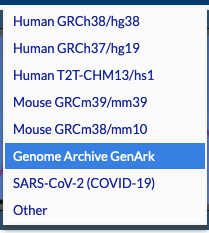 Human GRCh38/hg38
Human GRCh37/hg19
Human T2T-CHM13/hs1
Mouse GRCm39/mm39
Mouse GRCm38/mm10
Genome Archive GenArk
SARS-CoV-2 (COVID-19)
Other